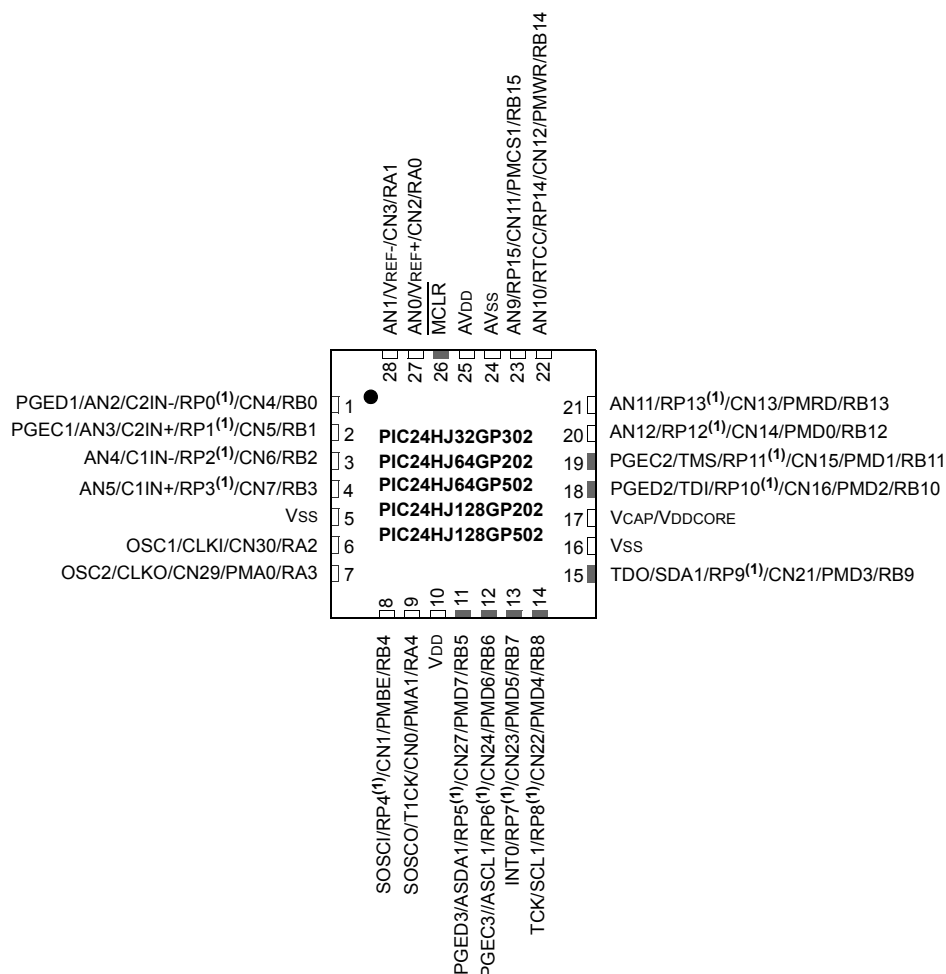 AN1/VREF-/CN3/RA1
AN0/VREF+/CN2/RA0
MCLR
AVDD
AVSS
AN9/RP15/CN11/PMCS1/RB15
AN10/RTCC/RP14/CN12/PMWR/RB14
28 27 26 25 24 23 22
PGED1/AN2/C2IN-/RP0(1)/CN4/RB0 1
PGEC1/AN3/C2IN+/RP1(1)/CN5/RB1 2
AN4/C1IN-/RP2(1)/CN6/RB2 3
AN5/C1IN+/RP3(1)/CN7/RB3 4
VSS 5
OSC1/CLKI/CN30/RA2 6
OSC2/CLKO/CN29/PMA0/RA3 7
PIC24HJ32GP302
PIC24HJ64GP202
PIC24HJ64GP502
PIC24HJ128GP202
PIC24HJ128GP502
21 AN11/RP13(1)/CN13/PMRD/RB13
20 AN12/RP12(1)/CN14/PMD0/RB12
19 PGEC2/TMS/RP11(1)/CN15/PMD1/RB11
18 PGED2/TDI/RP10(1)/CN16/PMD2/RB10
17 VCAP/VDDCORE
16 VSS
15 TDO/SDA1/RP9(1)/CN21/PMD3/RB9
8 9 10 11 12 13 14
SOSCI/RP4(1)/CN1/PMBE/RB4
SOSCO/T1CK/CN0/PMA1/RA4
VDD
PGED3/ASDA1/RP5(1)/CN27/PMD7/RB5
PGEC3//ASCL1/RP6(1)/CN24/PMD6/RB6
INT0/RP7(1)/CN23/PMD5/RB7
TCK/SCL1/RP8(1)/CN22/PMD4/RB8